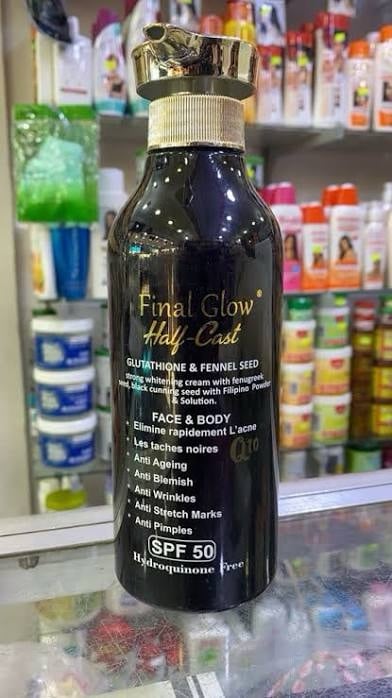 Final Glow®
Half-Cast
GLUTATHIONE & FENNEL SEED
strong whitening cream with fenugreek
seed, black cunning seed with Filipino Powder
& Solution.
FACE & BODY
• Elimine rapidement L'acne
• Les taches noires
Q10
• Anti Ageing
• Anti Blemish
• Anti Wrinkles
• Anti Stretch Marks
• Anti Pimples
SPF 50
Hydroquinone Free